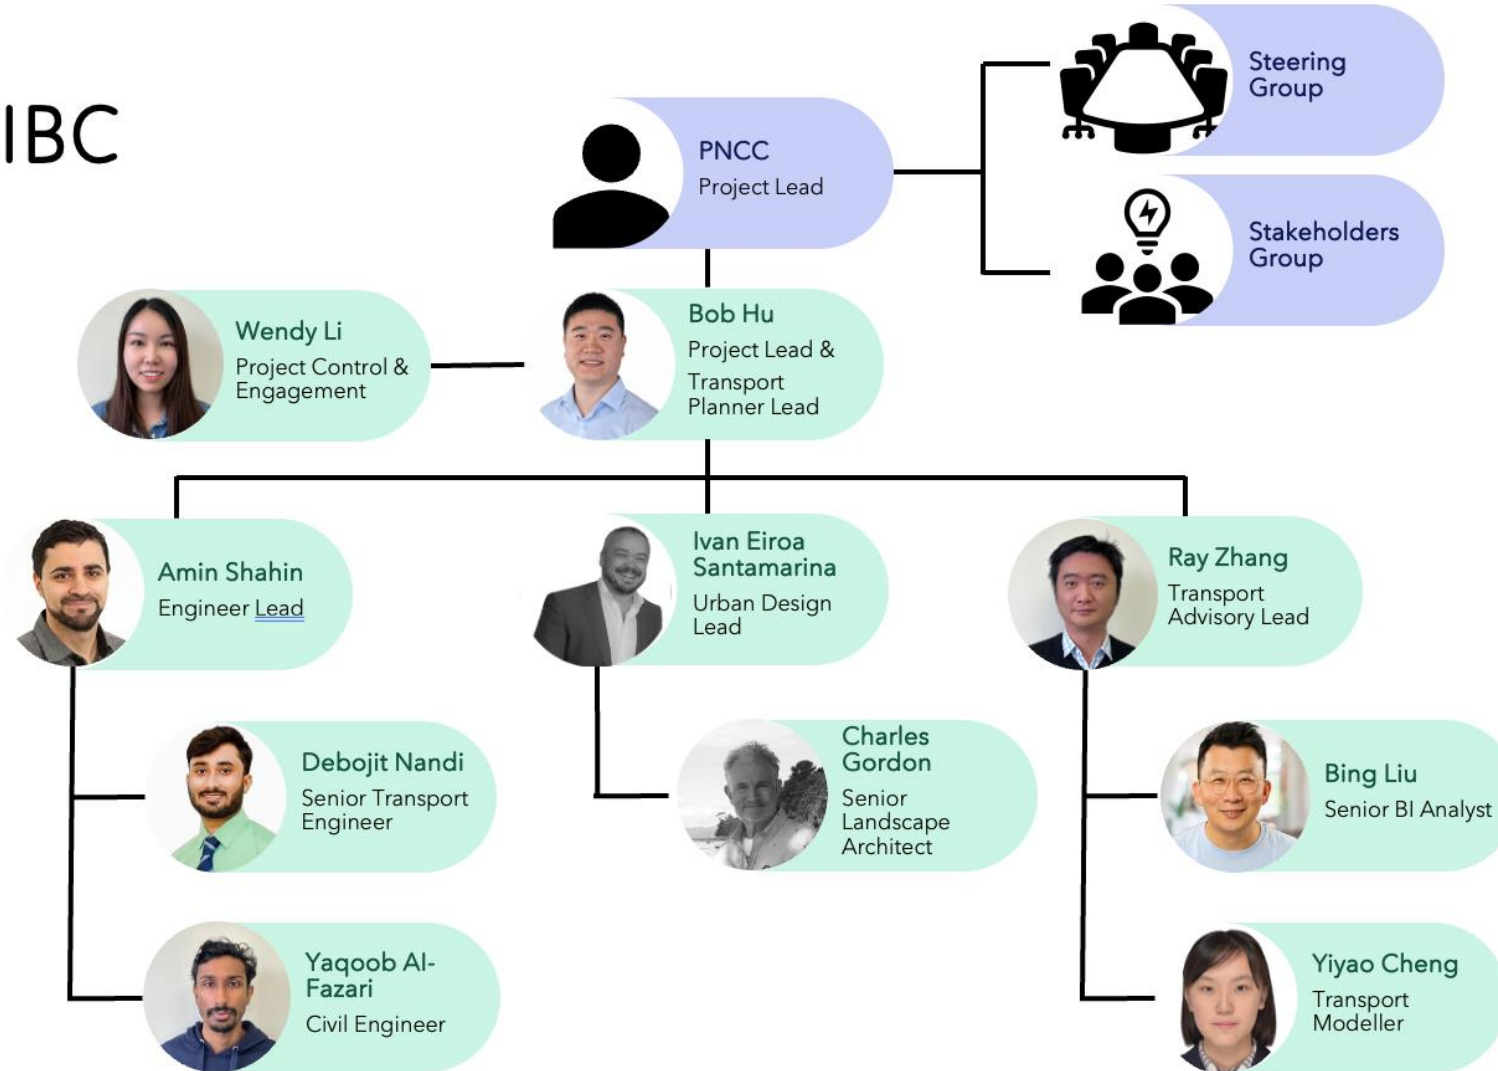 IBC
Steering
Group
PNCC
Project Lead
Stakeholders
Group
Wendy Li
Project Control &
Engagement
Bob Hu
Project Lead &
Transport
Planner Lead
Amin Shahin
Engineer Lead
Ivan Eiroa
Santamarina
Urban Design
Lead
Ray Zhang
Transport
Advisory Lead
Debojit Nandi
Senior Transport
Engineer
Charles
Gordon
Senior
Landscape
Architect
Bing Liu
Senior BI Analyst
Yaqoob Al-
Fazari
Civil Engineer
Yiyao Cheng
Transport
Modeller